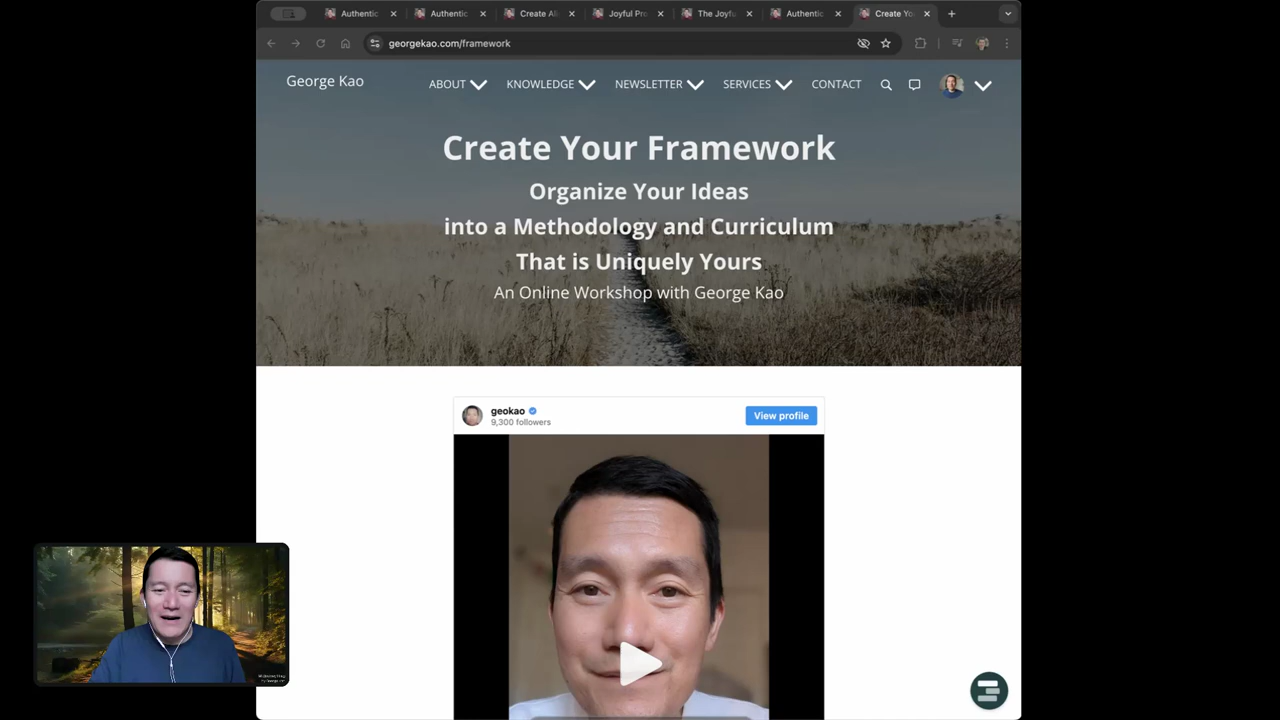 Authentic
Authentic
Create Ali
Joyful Pro
The Joyfu
Authentic
Create Yo
georgekao.com/framework
George Kao
ABOUT
KNOWLEDGE
NEWSLETTER
SERVICES
CONTACT
Create Your Framework
Organize Your Ideas
into a Methodology and Curriculum
That is Uniquely Yours
An Online Workshop with George Kao
geokao
9,300 followers
View profile